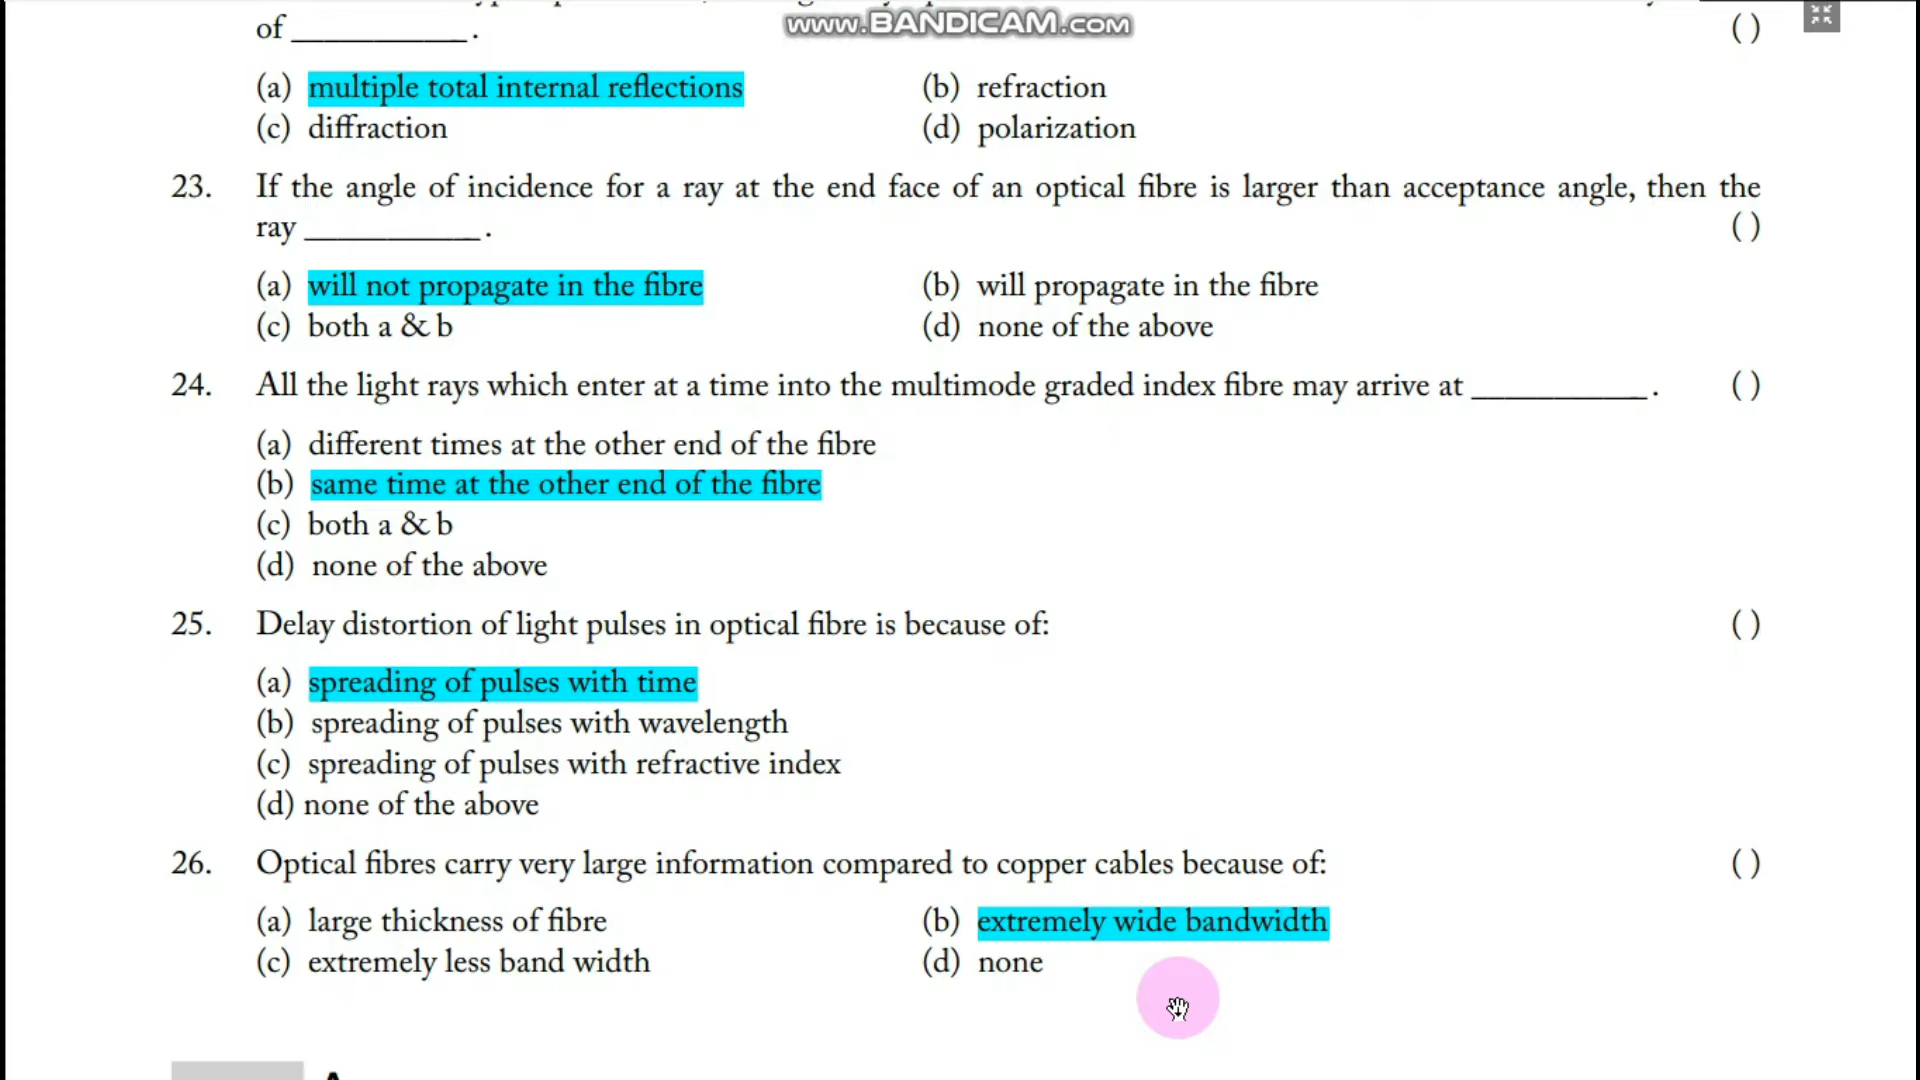 www.BANDICAM.com
of ___________ . ( )
(a) multiple total internal reflections (b) refraction
(c) diffraction (d) polarization
23. If the angle of incidence for a ray at the end face of an optical fibre is larger than acceptance angle, then the
ray ___________ . ( )
(a) will not propagate in the fibre (b) will propagate in the fibre
(c) both a & b (d) none of the above
24. All the light rays which enter at a time into the multimode graded index fibre may arrive at ___________ . ( )
(a) different times at the other end of the fibre
(b) same time at the other end of the fibre
(c) both a & b
(d) none of the above
25. Delay distortion of light pulses in optical fibre is because of: ( )
(a) spreading of pulses with time
(b) spreading of pulses with wavelength
(c) spreading of pulses with refractive index
(d) none of the above
26. Optical fibres carry very large information compared to copper cables because of: ( )
(a) large thickness of fibre (b) extremely wide bandwidth
(c) extremely less band width (d) none